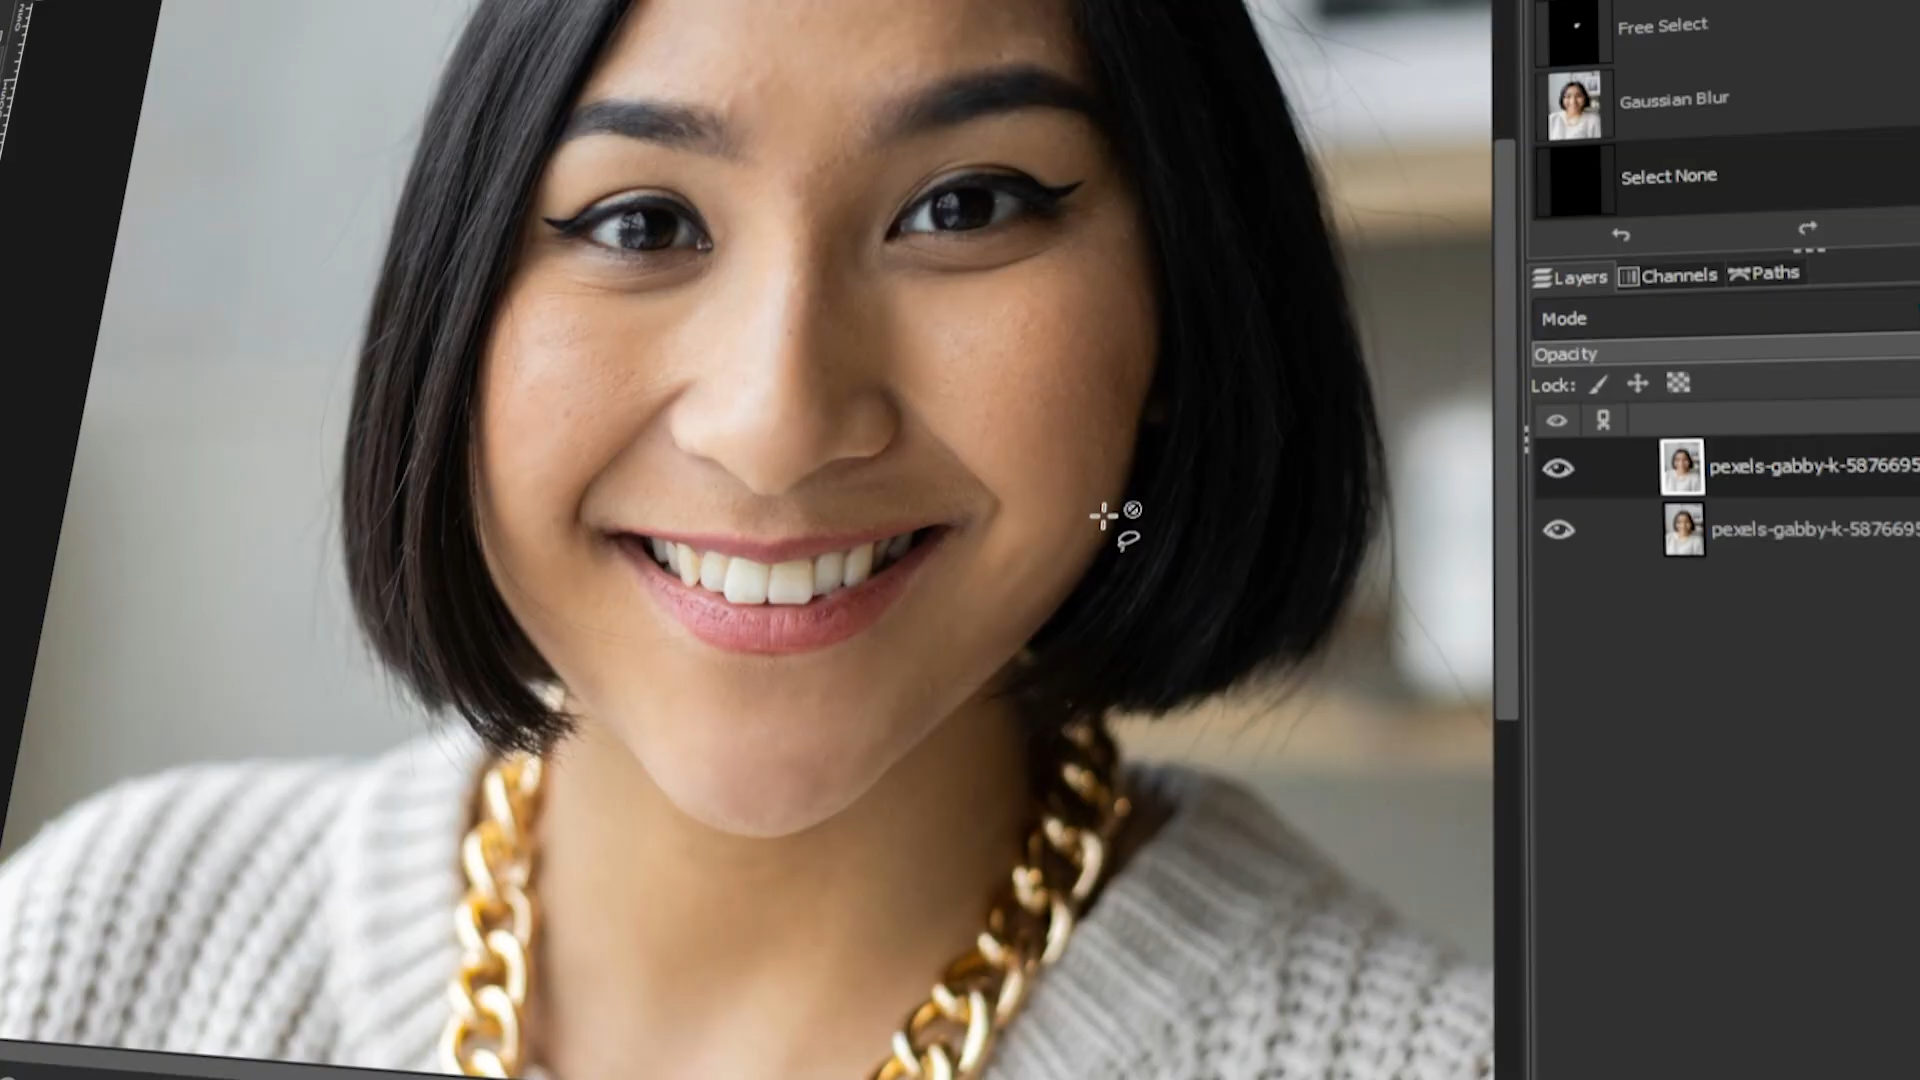 Free Select
Gaussian Blur
Select None
Layers Channels Paths
Mode
Opacity
Lock:
pexels-gabby-k-5876695
pexels-gabby-k-5876695